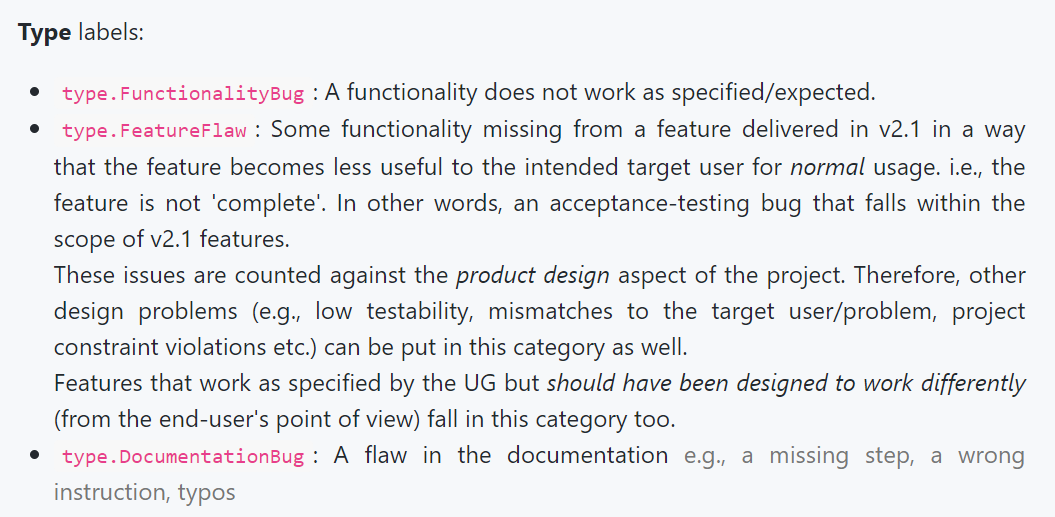 Type labels:
type.FunctionalityBug : A functionality does not work as specified/expected.
type.FeatureFlaw : Some functionality missing from a feature delivered in v2.1 in a way
that the feature becomes less useful to the intended target user for normal usage. i.e., the
feature is not 'complete'. In other words, an acceptance-testing bug that falls within the
scope of v2.1 features.
These issues are counted against the product design aspect of the project. Therefore, other
design problems (e.g., low testability, mismatches to the target user/problem, project
constraint violations etc.) can be put in this category as well.
Features that work as specified by the UG but should have been designed to work differently
(from the end-user's point of view) fall in this category too.
type.DocumentationBug : A flaw in the documentation e.g., a missing step, a wrong
instruction, typos